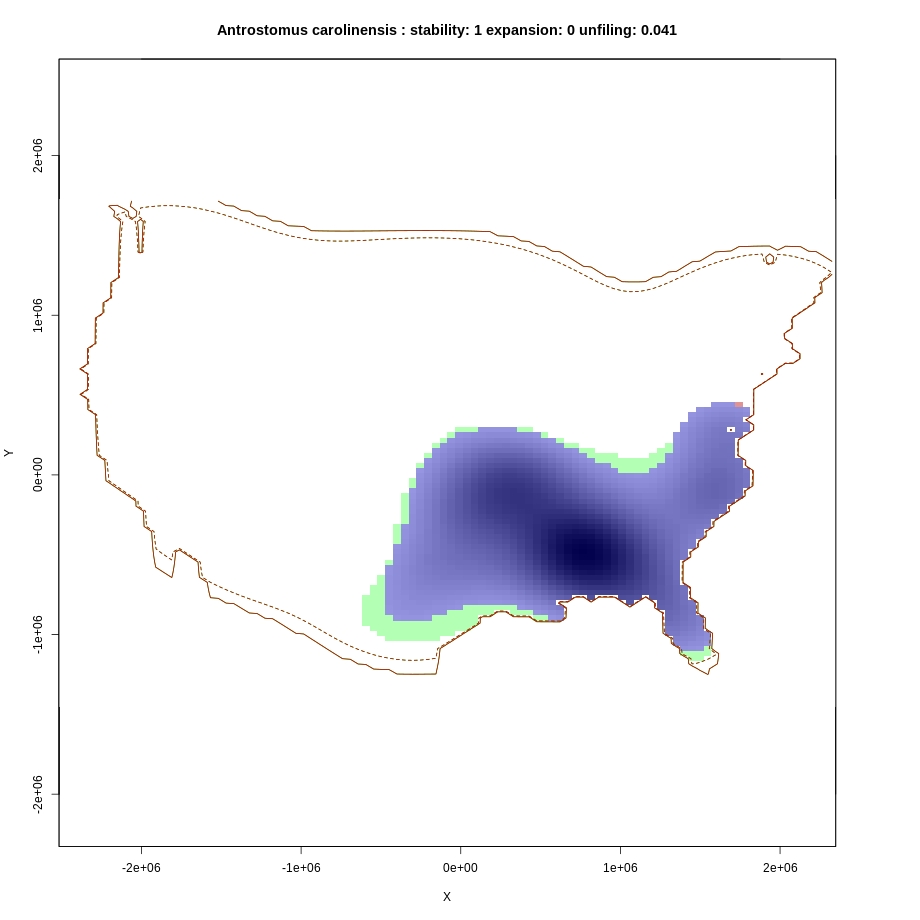 Antrostomus carolinensis : stability: 1 expansion: 0 unfiling: 0.041
2e+06
1e+06
0e+00
-1e+06
-2e+06
Y
-2e+06 -1e+06 0e+00 1e+06 2e+06
X